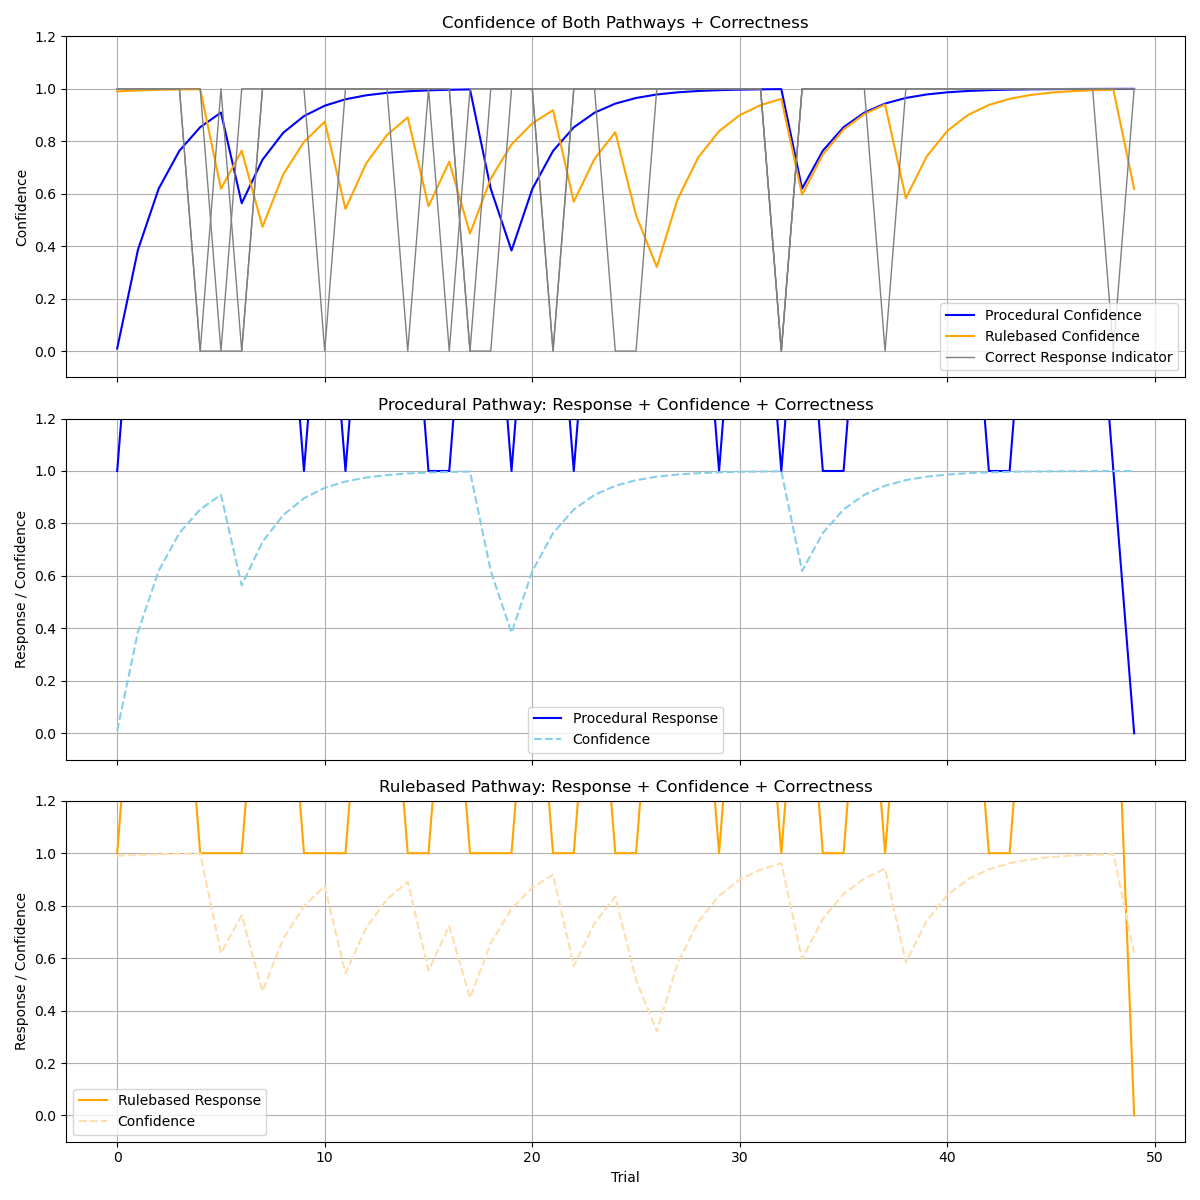 Confidence of Both Pathways + Correctness
1.2
1.0
0.8
0.6
0.4
0.2
0.0
Confidence
Procedural Confidence
Rulebased Confidence
Correct Response Indicator
Procedural Pathway: Response + Confidence + Correctness
1.2
1.0
0.8
0.6
0.4
0.2
0.0
Response / Confidence
Procedural Response
Confidence
Rulebased Pathway: Response + Confidence + Correctness
1.2
1.0
0.8
0.6
0.4
0.2
0.0
Response / Confidence
Rulebased Response
Confidence
0 10 20 30 40 50
Trial